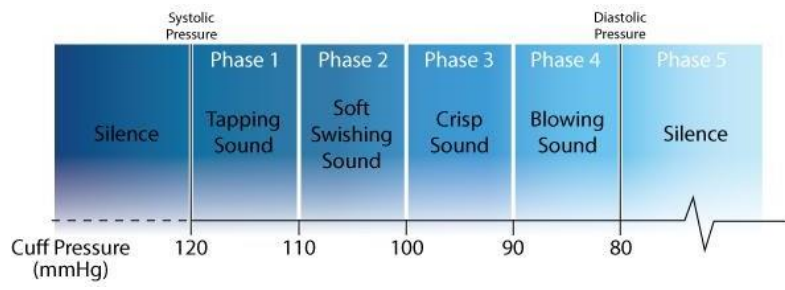 Systolic
Pressure
Diastolic
Pressure
Phase 1
Phase 2
Phase 3
Phase 4
Phase 5
Silence
Tapping
Sound
Soft
Swishing
Sound
Crisp
Sound
Blowing
Sound
Silence
Cuff Pressure
(mmHg)
120
110
100
90
80